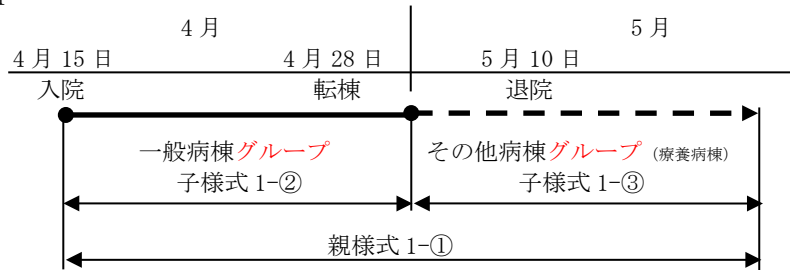 4月 5月
4月15日 4月28日 5月10日
入院 転棟 退院
一般病棟グループ その他病棟グループ (療養病棟)
子様式 1-② 子様式 1-③
親様式 1-①